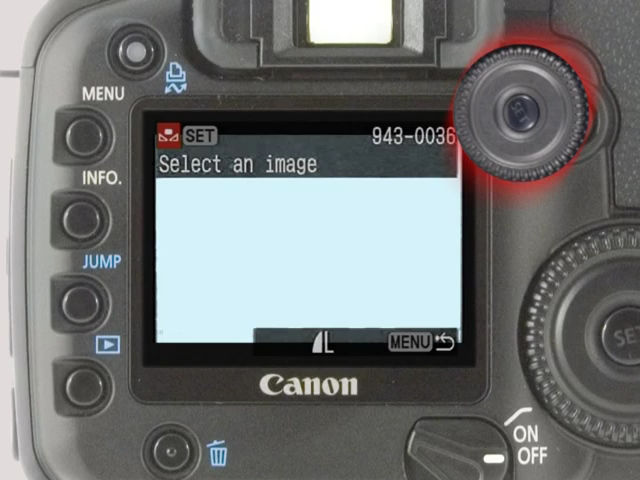 MENU
SET
943-0036
Select an image
INFO.
JUMP
L
MENU
Canon
ON
OFF
SET